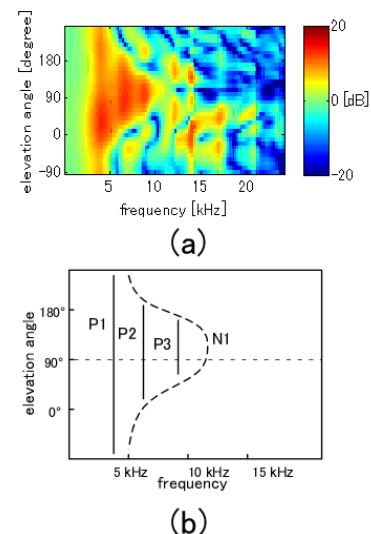 (a)
20
0 [dB]
-20
elevation angle [degree]
180
90
0
-90
5 10 15 20
frequency [kHz]
(a)
180°
90°
0°
elevation angle
P1
P2
P3
N1
5 kHz 10 kHz 15 kHz
frequency
(b)